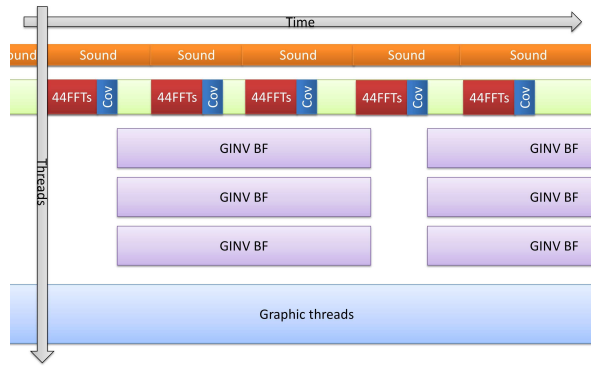 Time
ound Sound Sound Sound Sound Sound
44FFTs Cov 44FFTs Cov 44FFTs Cov 44FFTs Cov 44FFTs Cov
Threads
GINV BF GINV BF
GINV BF GINV BF
GINV BF GINV BF
Graphic threads